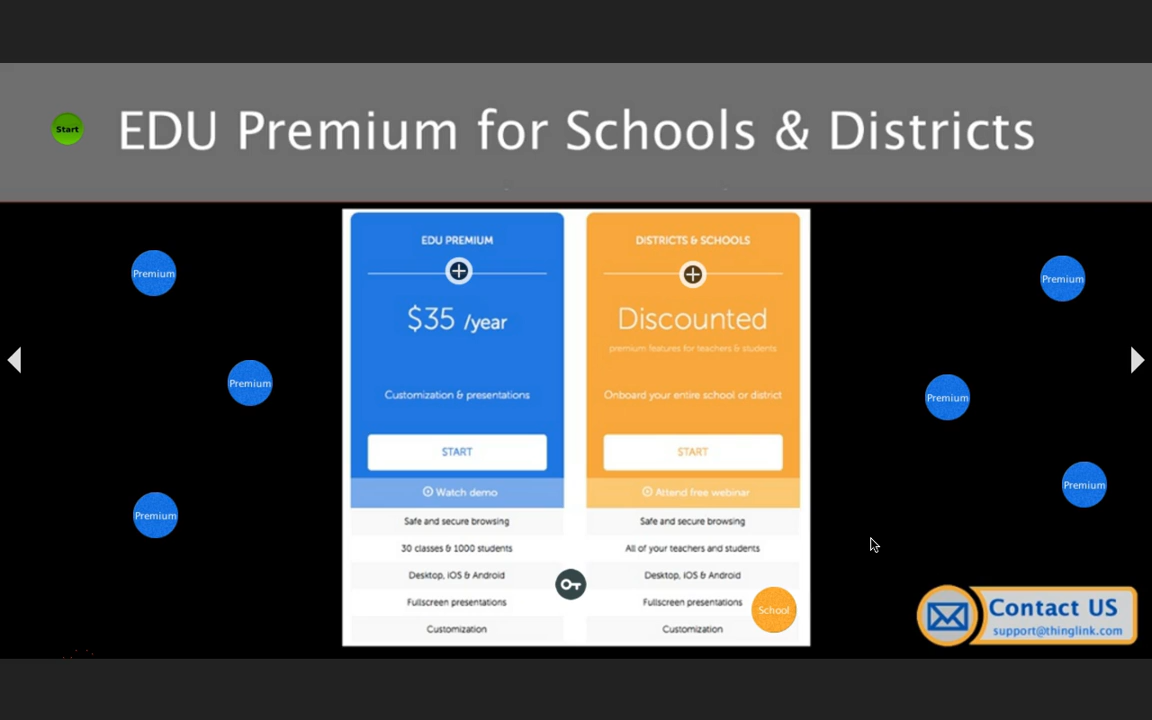 Start
EDU Premium for Schools & Districts
EDU PREMIUM
$35 /year
Customization & presentations
START
Watch demo
Safe and secure browsing
30 classes & 1000 students
Desktop, iOS & Android
Fullscreen presentations
Customization
DISTRICTS & SCHOOLS
Discounted
premium features for teachers & students
Onboard your entire school or district
START
Attend free webinar
Safe and secure browsing
All of your teachers and students
Desktop, iOS & Android
Fullscreen presentations
Customization
School
Premium
Premium
Premium
Premium
Premium
Premium
Contact US
support@thinglink.com